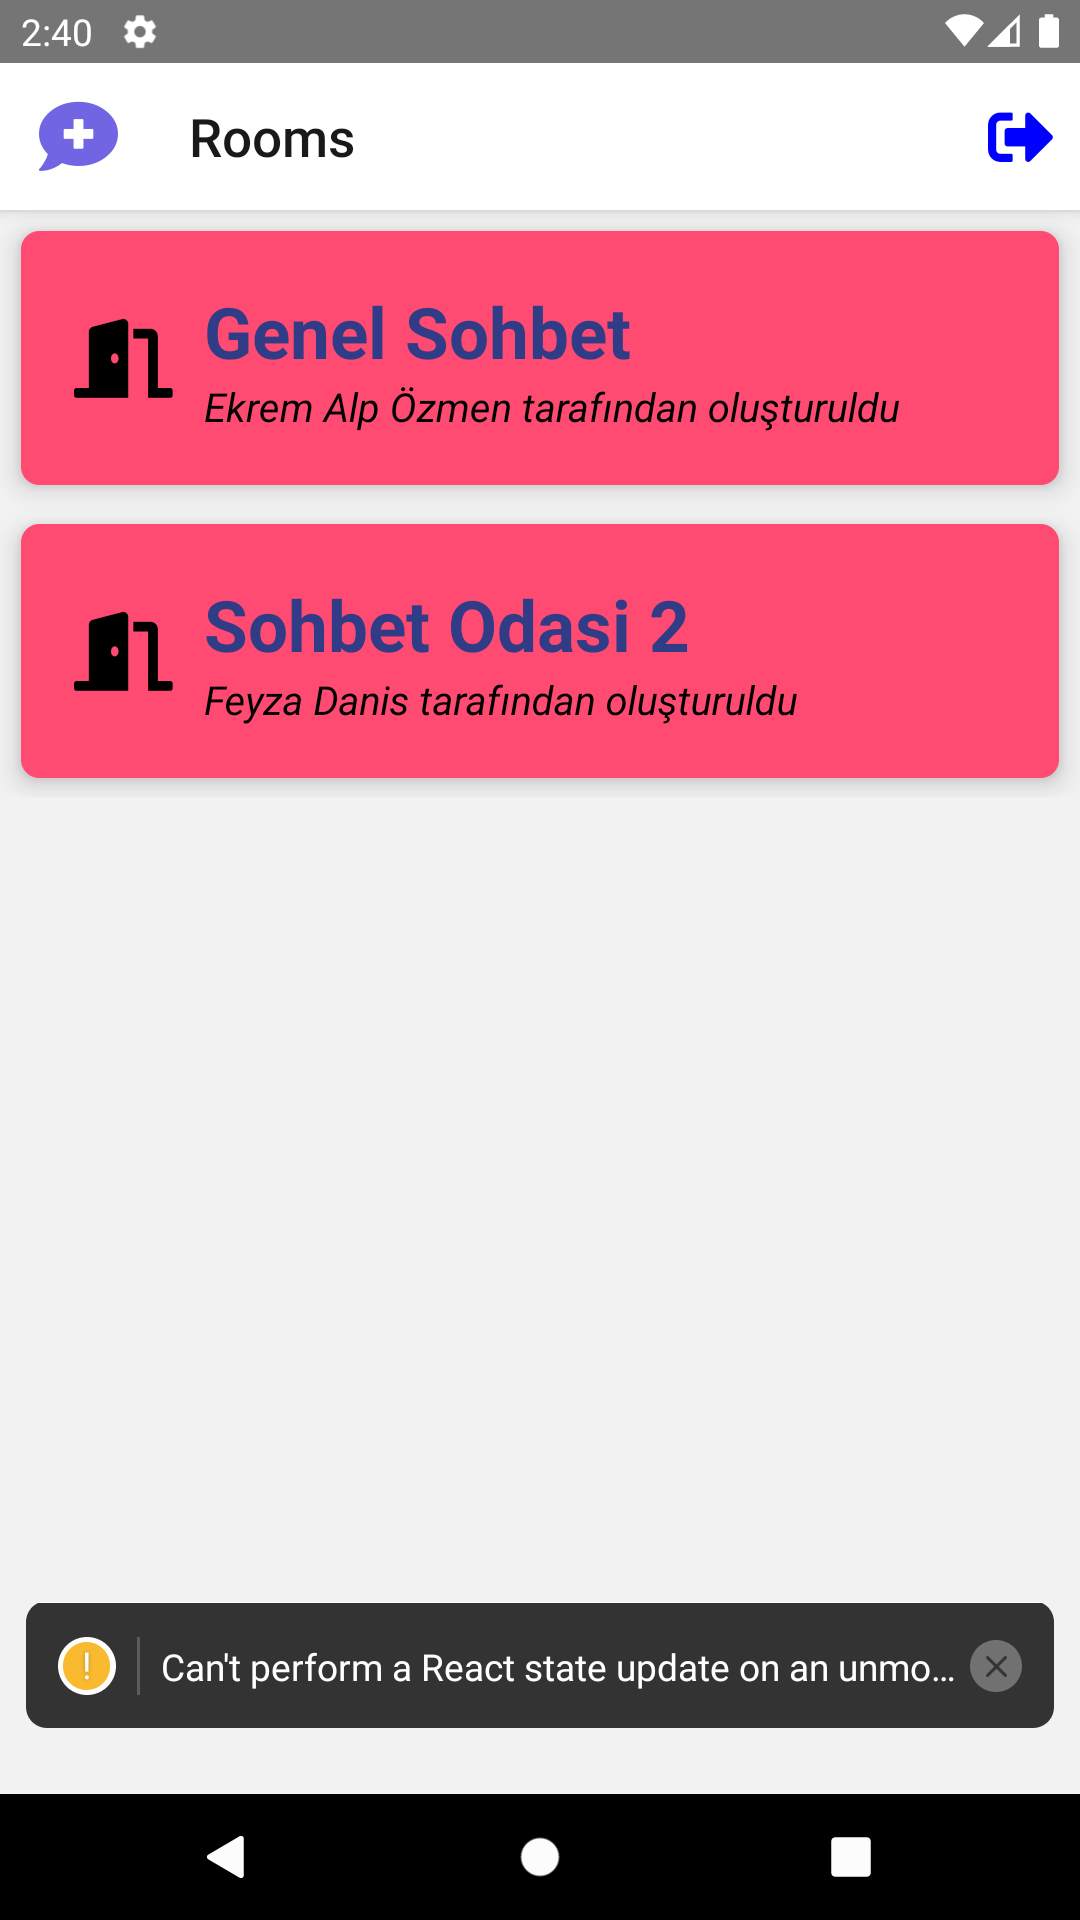 2:40
Rooms
Genel Sohbet
Ekrem Alp Özmen tarafından oluşturuldu
Sohbet Odasi 2
Feyza Danis tarafından oluşturuldu
! Can't perform a React state update on an unmo...